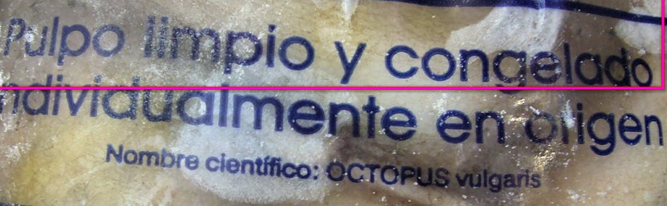 Pulpo limpio y congelado
individualmente en origen
Nombre científico: OCTOPUS vulgaris